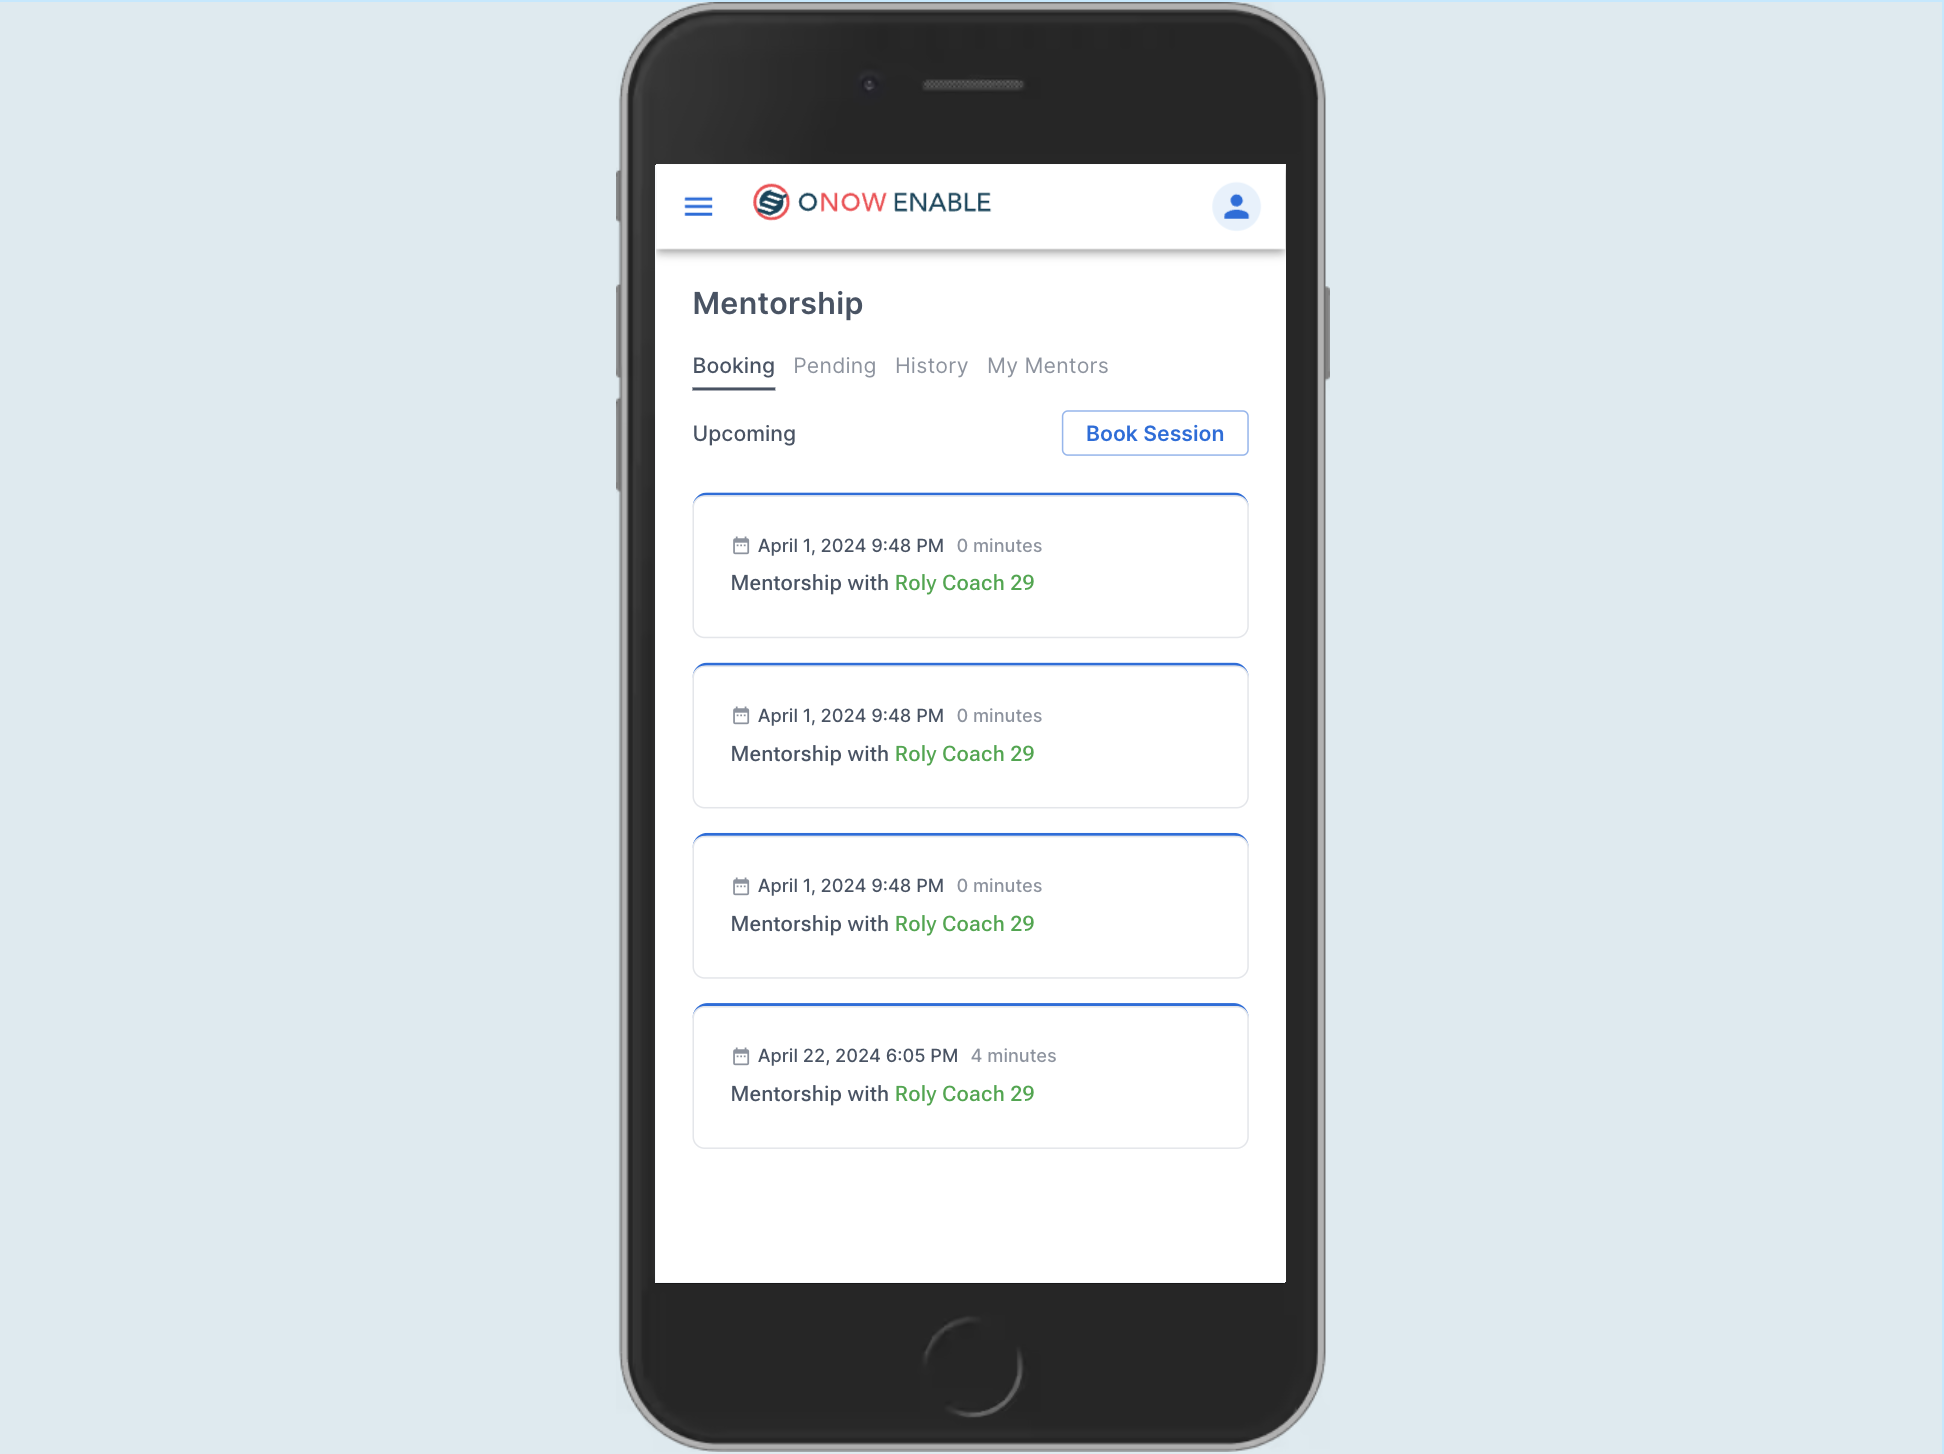 ONOW ENABLE
Mentorship
Booking Pending History My Mentors
Upcoming Book Session
April 1, 2024 9:48 PM 0 minutes
Mentorship with Roly Coach 29
April 1, 2024 9:48 PM 0 minutes
Mentorship with Roly Coach 29
April 1, 2024 9:48 PM 0 minutes
Mentorship with Roly Coach 29
April 22, 2024 6:05 PM 4 minutes
Mentorship with Roly Coach 29